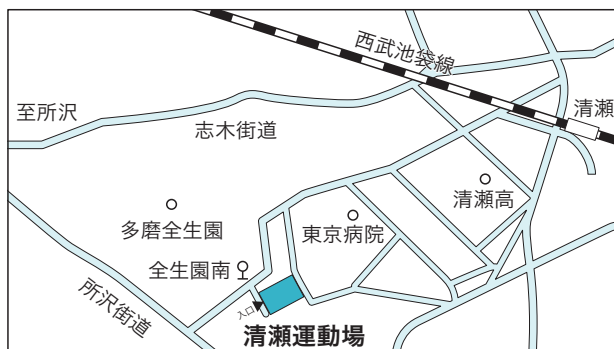 西武池袋線
清瀬
至所沢
志木街道
清瀬高
多磨全生園
東京病院
全生園南
所沢街道
入口
清瀬運動場